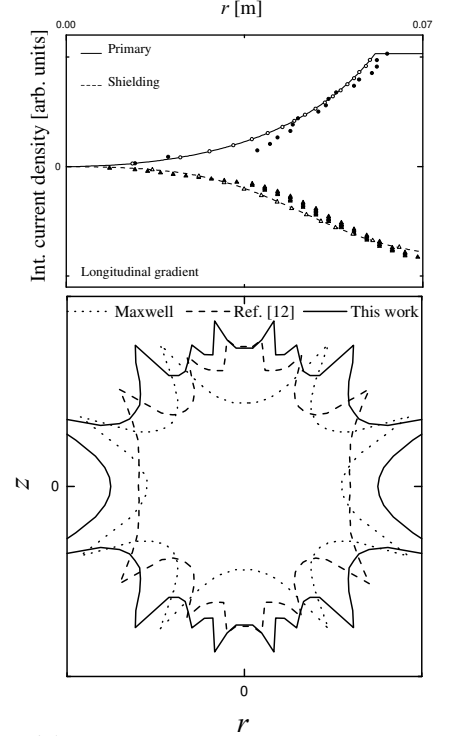 r [m]
0.00 0.07
Primary
Shielding
Int. current density [arb. units]
0
Longitudinal gradient
Maxwell Ref. [12] This work
z
0
0
r